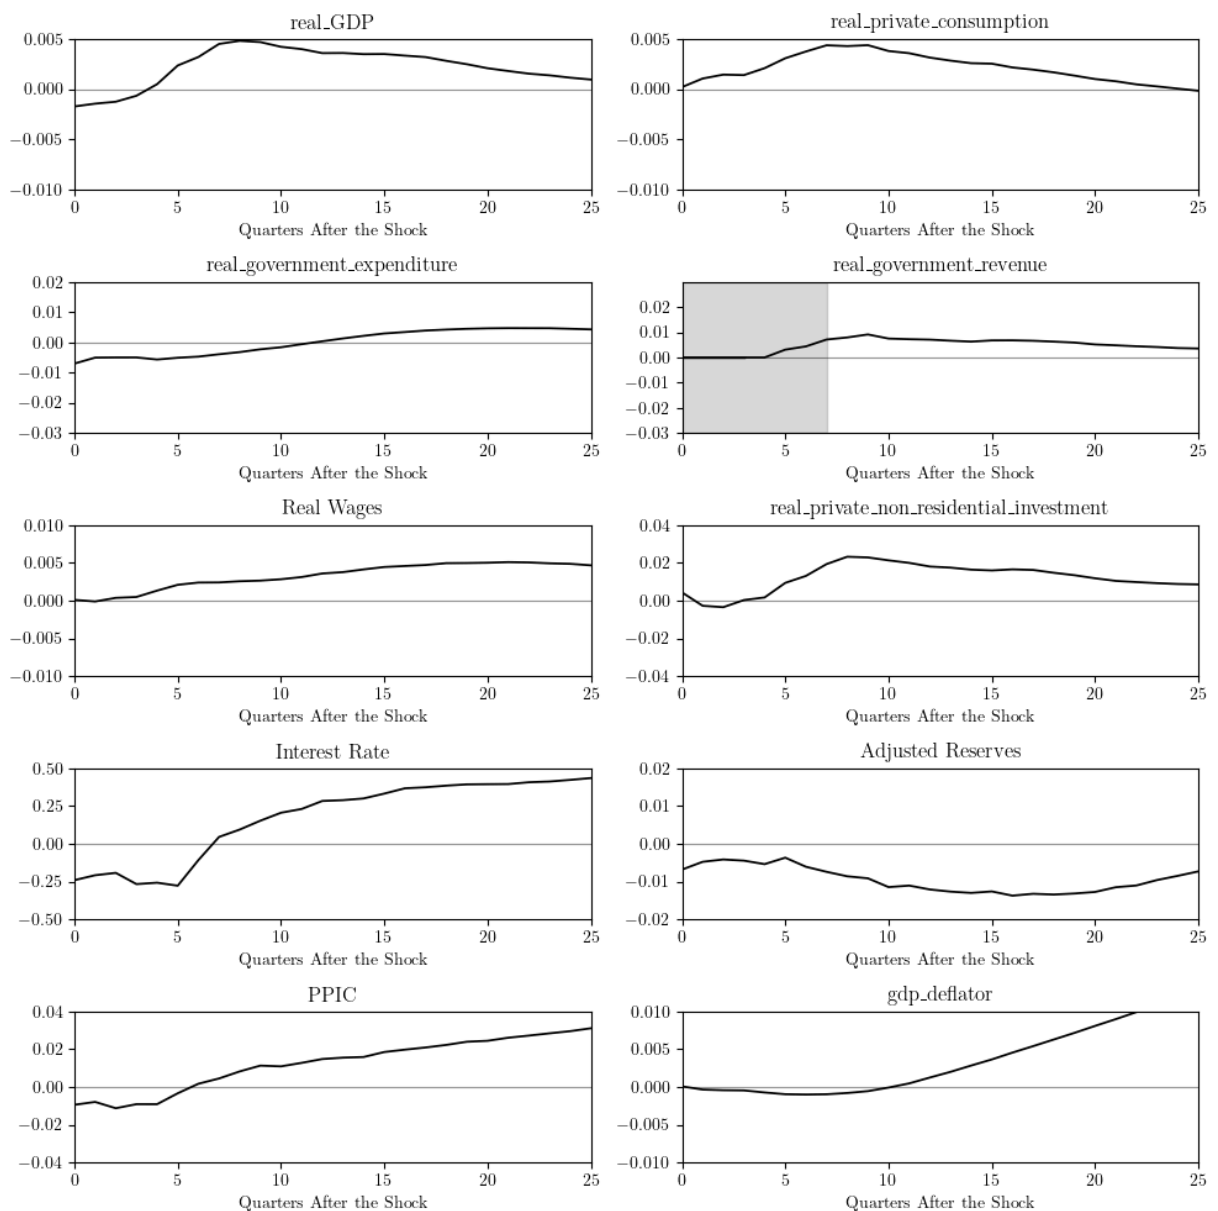 real_GDP
0.005
0.000
−0.005
−0.010
0 5 10 15 20 25
Quarters After the Shock
real_private_consumption
0.005
0.000
−0.005
−0.010
0 5 10 15 20 25
Quarters After the Shock
real_government_expenditure
0.02
0.01
0.00
−0.01
−0.02
−0.03
0 5 10 15 20 25
Quarters After the Shock
real_government_revenue
0.02
0.01
0.00
−0.01
−0.02
−0.03
0 5 10 15 20 25
Quarters After the Shock
Real Wages
0.010
0.005
0.000
−0.005
−0.010
0 5 10 15 20 25
Quarters After the Shock
real_private_non_residential_investment
0.04
0.02
0.00
−0.02
−0.04
0 5 10 15 20 25
Quarters After the Shock
Interest Rate
0.50
0.25
0.00
−0.25
−0.50
0 5 10 15 20 25
Quarters After the Shock
Adjusted Reserves
0.02
0.01
0.00
−0.01
−0.02
0 5 10 15 20 25
Quarters After the Shock
PPIC
0.04
0.02
0.00
−0.02
−0.04
0 5 10 15 20 25
Quarters After the Shock
gdp_deflator
0.010
0.005
0.000
−0.005
−0.010
0 5 10 15 20 25
Quarters After the Shock